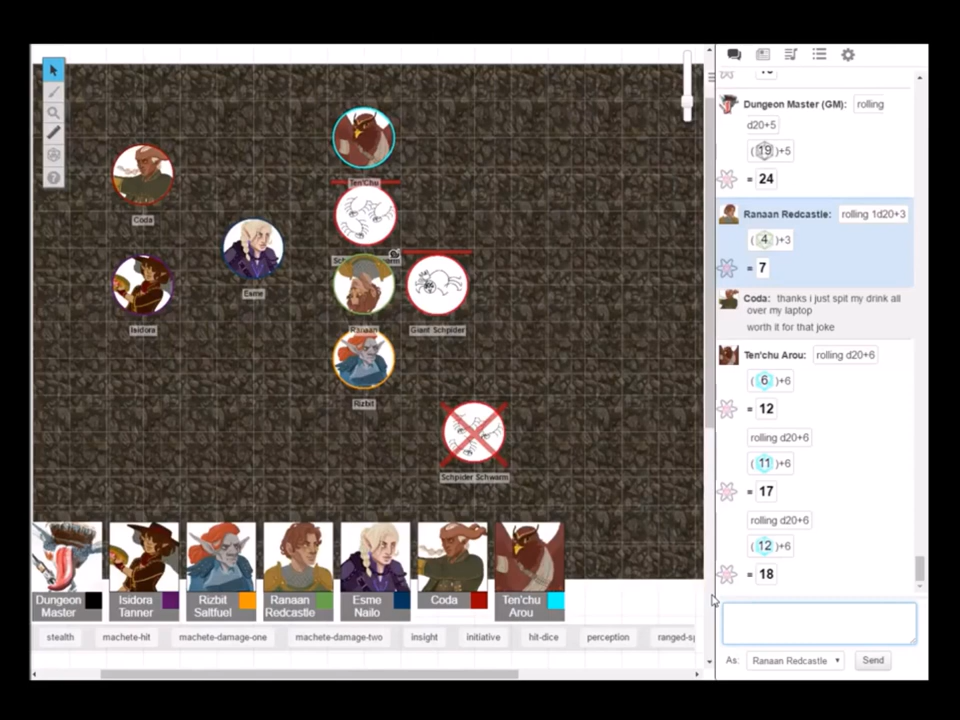 Ten'Chu
Coda
Esme
Isidora
Ranaan
Giant Schpider
Rizbit
Schpider Schwarm
Dungeon Master
Isidora Tanner
Rizbit Saltfuel
Ranaan Redcastle
Esme Nailo
Coda
Ten'chu Arou
stealth
machete-hit
machete-damage-one
machete-damage-two
insight
initiative
hit-dice
perception
Dungeon Master (GM): rolling
d20+5
(19)+5
= 24
Ranaan Redcastle: rolling 1d20+3
(4)+3
= 7
Coda: thanks i just spit my drink all
over my laptop
worth it for that joke
Ten'chu Arou: rolling d20+6
(6)+6
= 12
rolling d20+6
(11)+6
= 17
rolling d20+6
(12)+6
= 18
As: Ranaan Redcastle Send